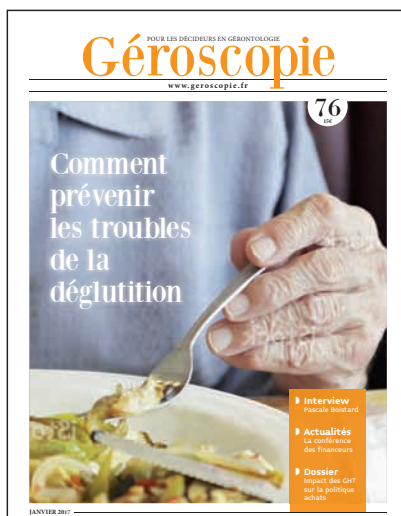 POUR LES DÉCIDEURS EN GÉRONTOLOGIE
Géroscopie
www.geroscopie.fr
76
15€
Comment
prévenir
les troubles
de la
déglutition
Interview
Pascale Boistard
Actualités
La conférence
des financeurs
Dossier
Impact des GHT
sur la politique
achats
JANVIER 2017